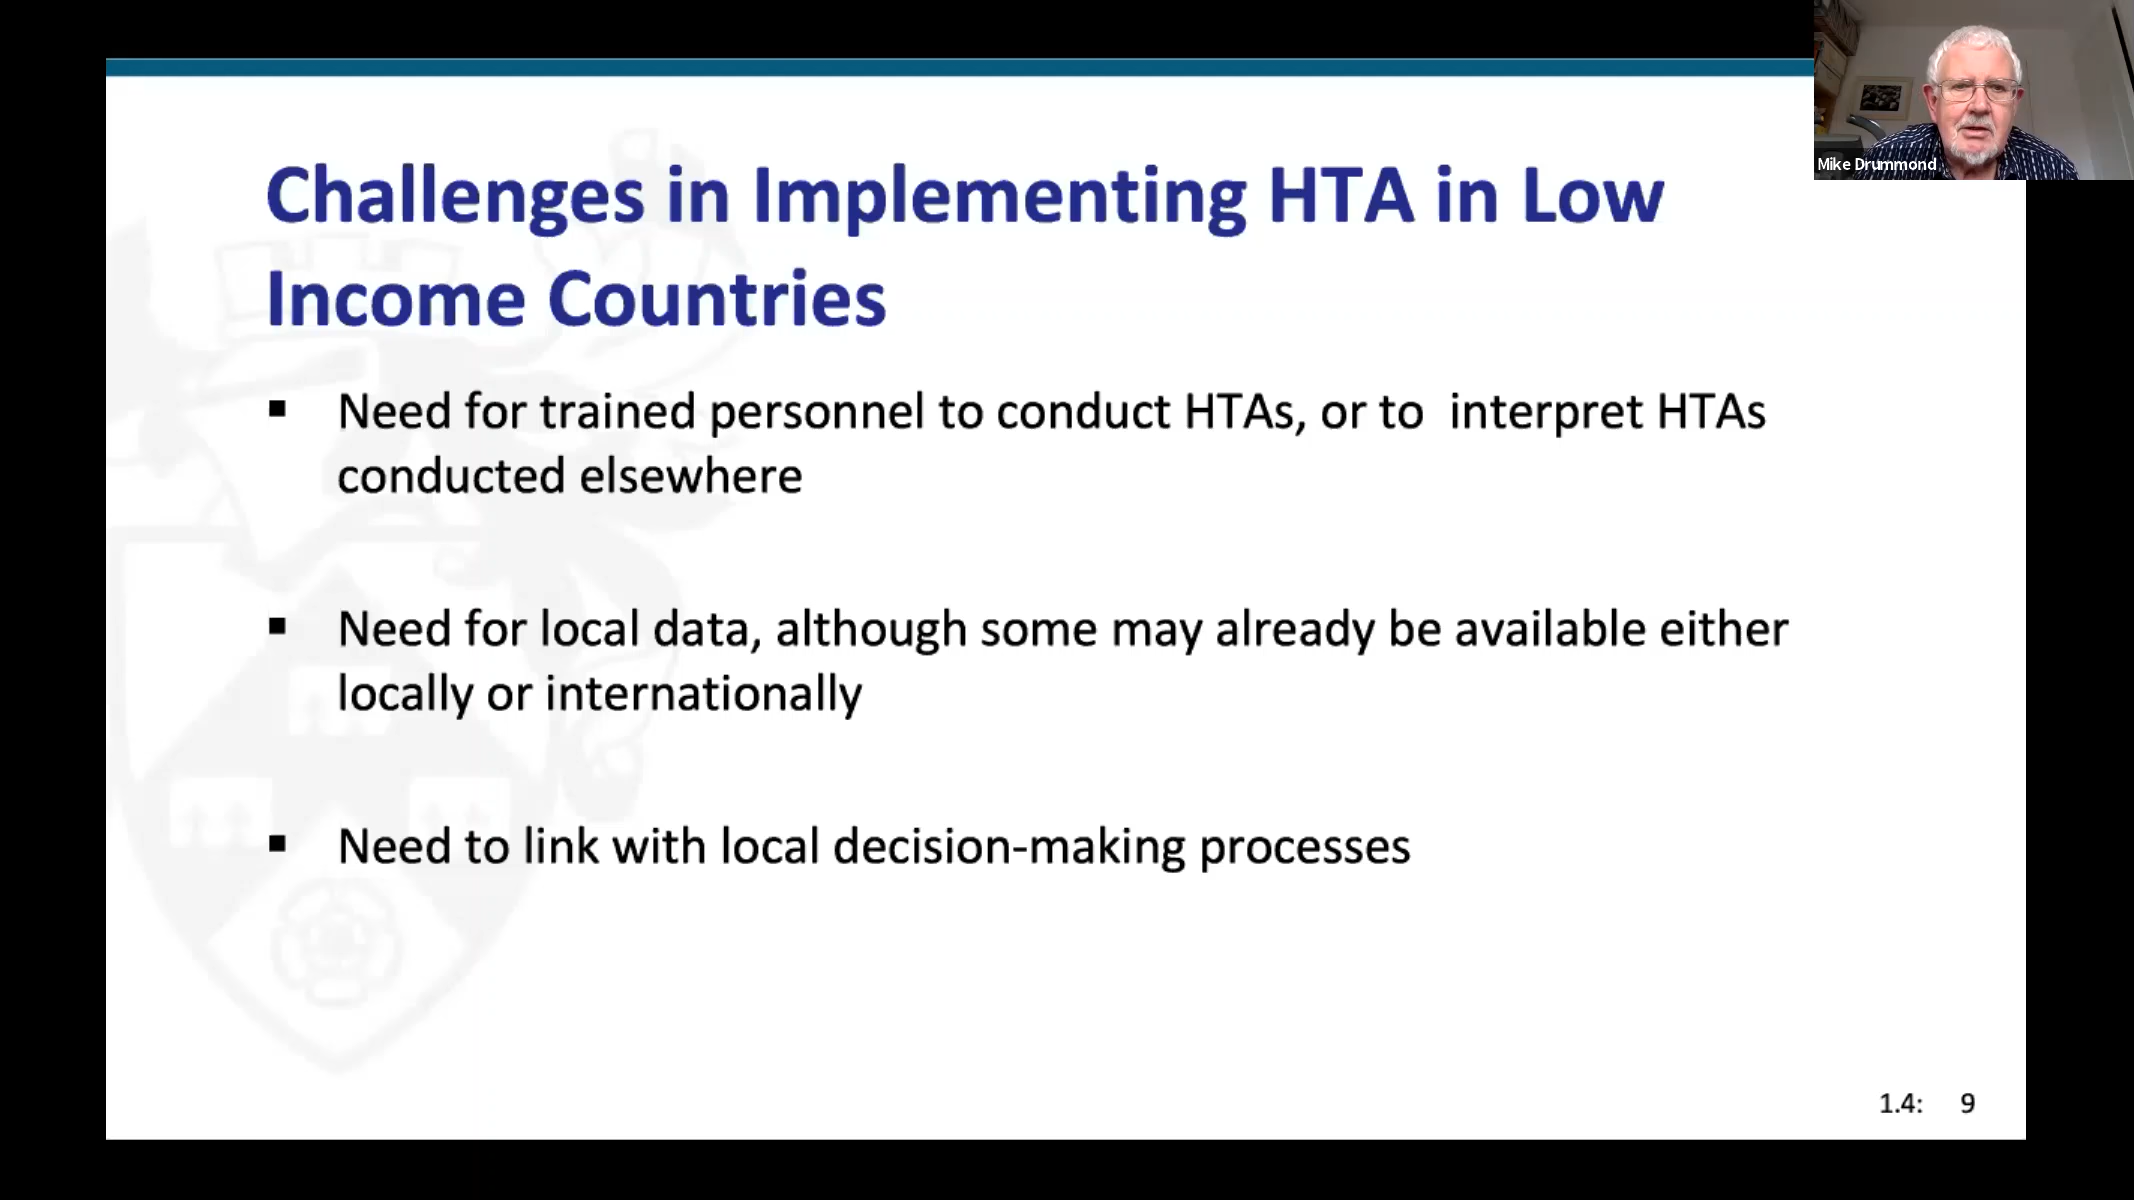 Mike Drummond
Challenges in Implementing HTA in Low
Income Countries
▪ Need for trained personnel to conduct HTAs, or to  interpret HTAs
conducted elsewhere
▪ Need for local data, although some may already be available either
locally or internationally
▪ Need to link with local decision-making processes
1.4: 9